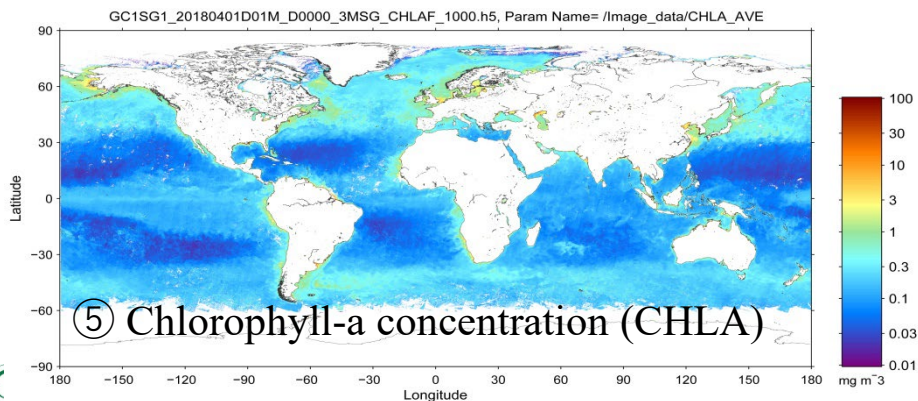 GC1SG1_20180401D01M_D0000_3MSG_CHLAF_1000.h5, Param Name= /Image_data/CHLA_AVE
90
60
30
0
−30
−60
−90
Latitude
180 −150 −120 −90 −60 −30 0 30 60 90 120 150 180
Longitude
⑤ Chlorophyll-a concentration (CHLA)
100
30
10
3
1
0.3
0.1
0.03
0.01
mg m¯3